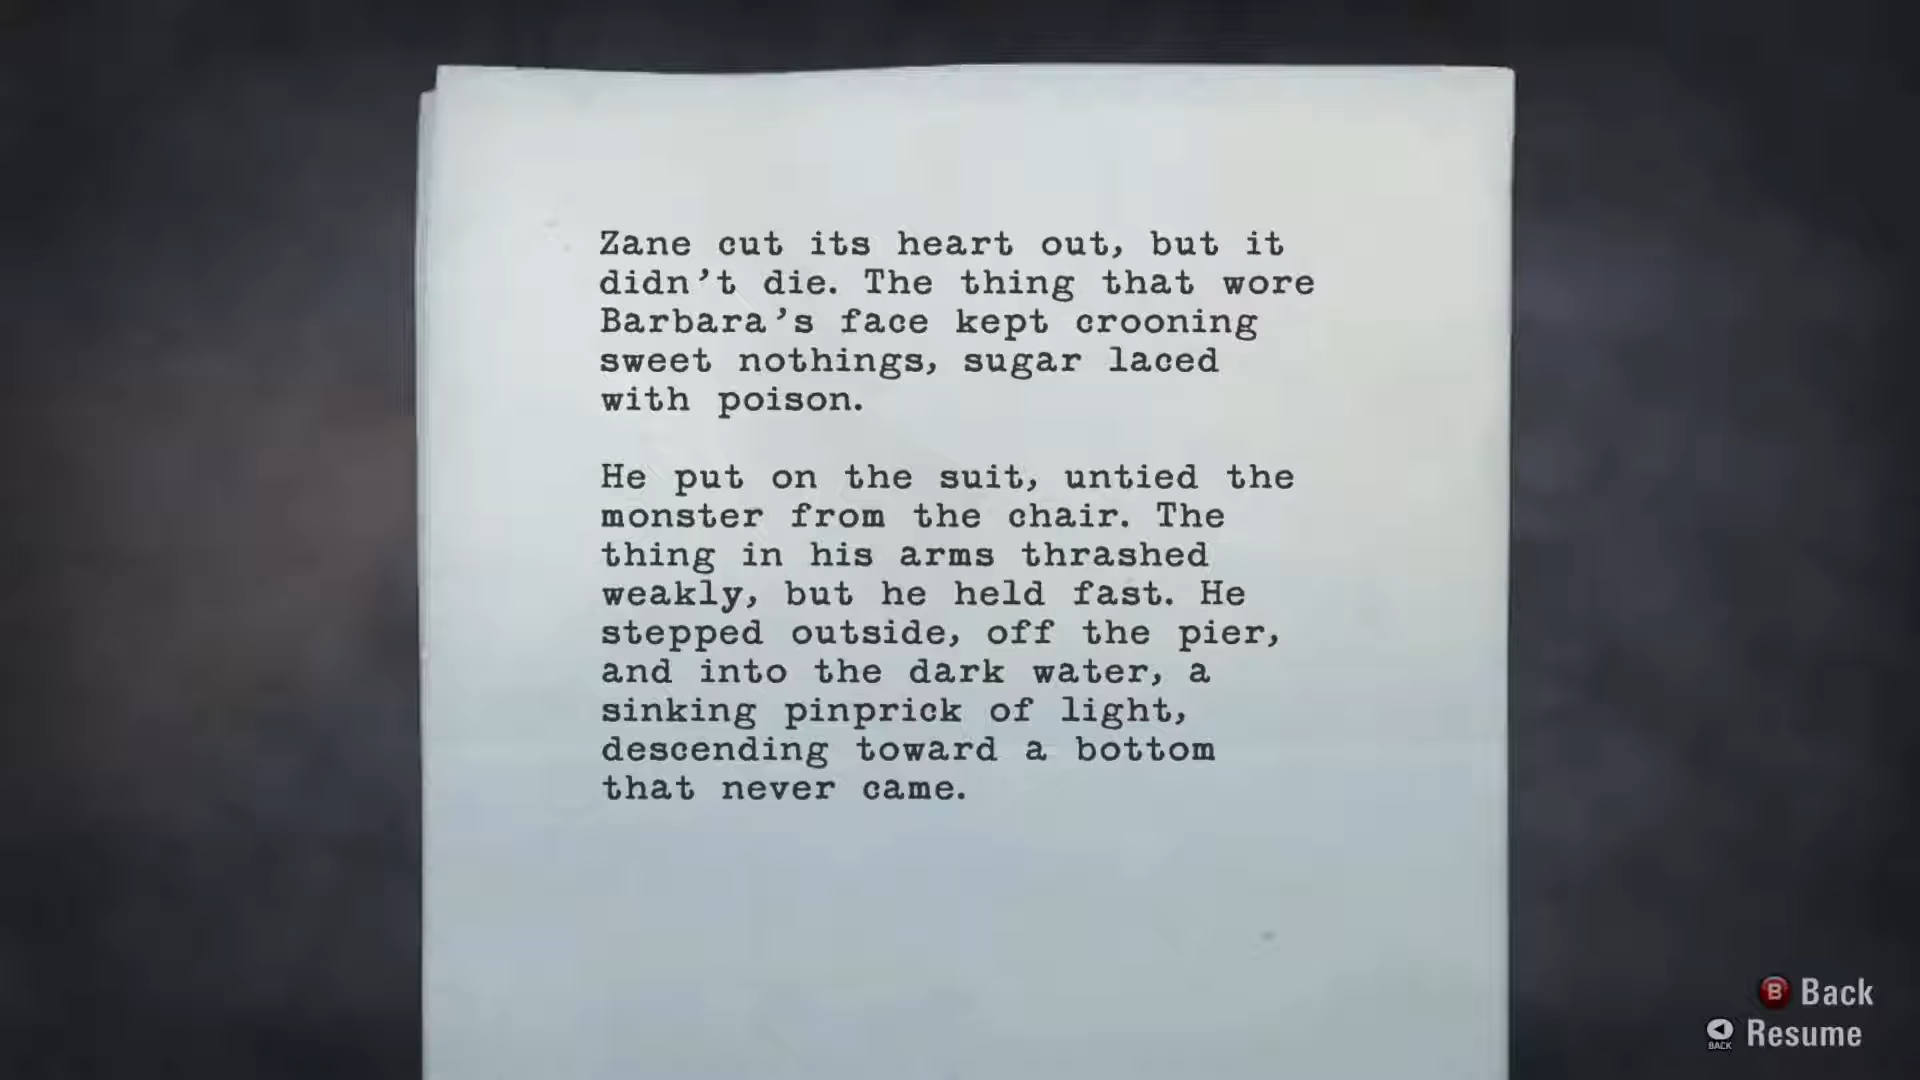 Zane cut its heart out, but it
didn't die. The thing that wore
Barbara's face kept crooning
sweet nothings, sugar laced
with poison.
He put on the suit, untied the
monster from the chair. The
thing in his arms thrashed
weakly, but he held fast. He
stepped outside, off the pier,
and into the dark water, a
sinking pinprick of light,
descending toward a bottom
that never came.
B Back
BACK Resume